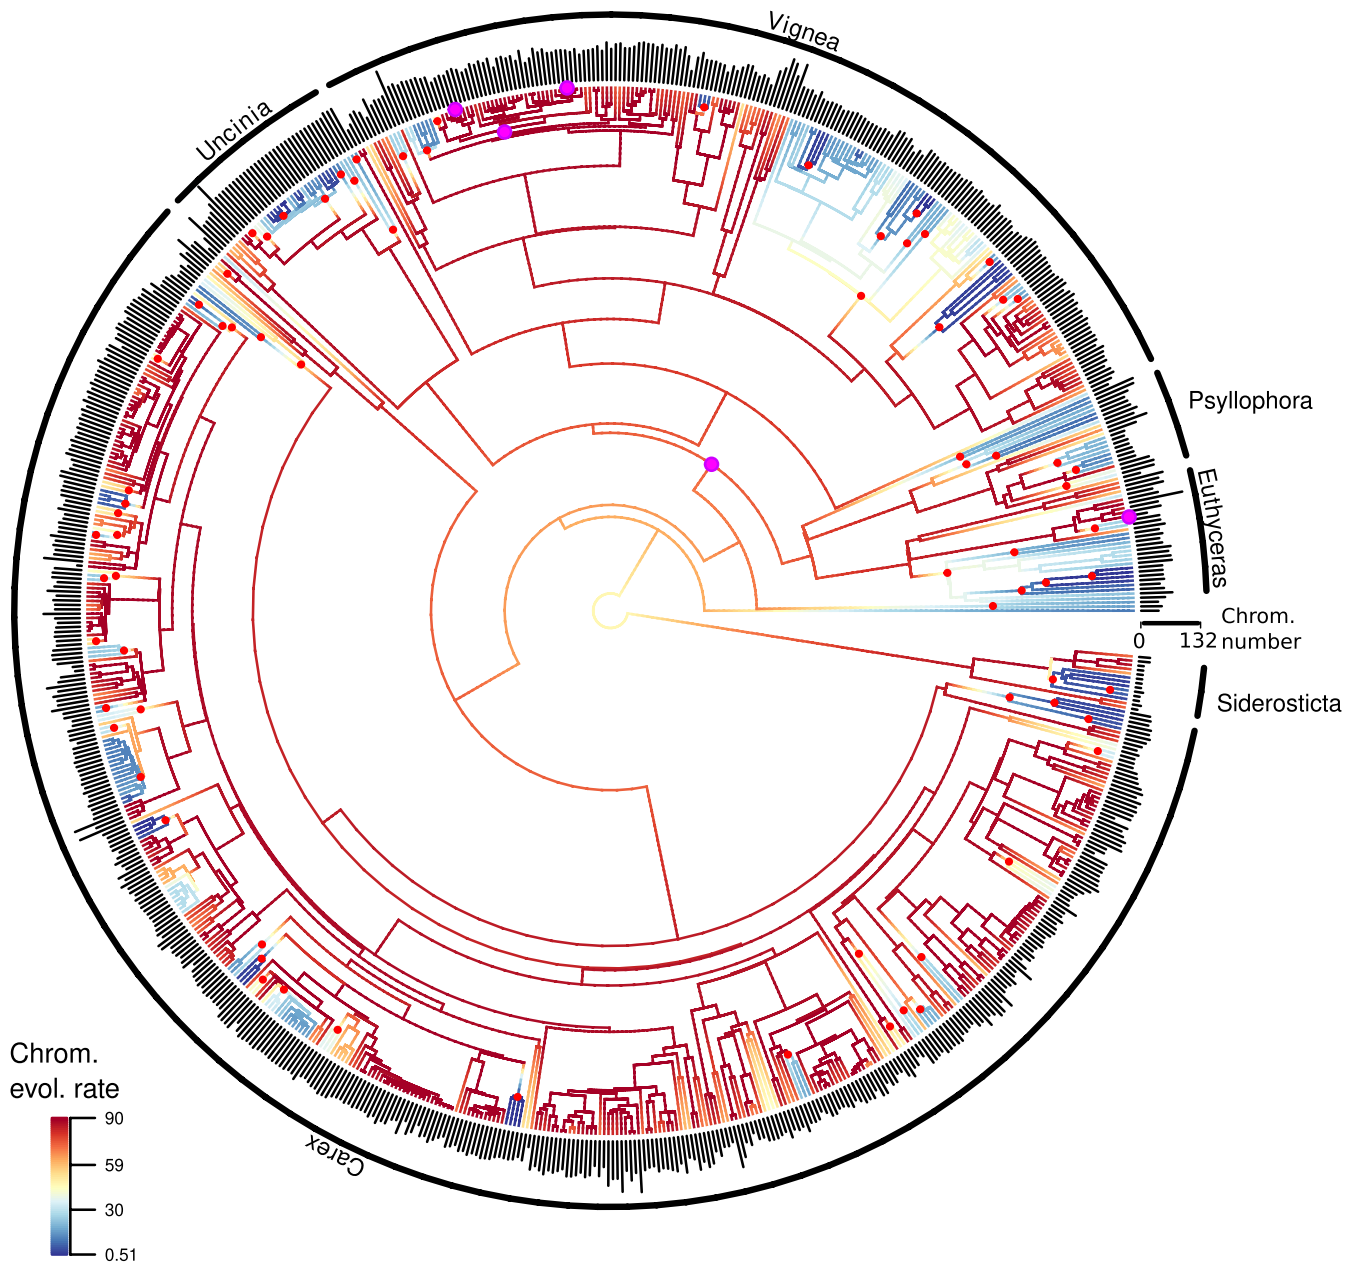 Vignea
Uncinia
Psyllophora
Euthyceras
Chrom.
number
0
132
Siderosticta
Carex
Chrom.
evol. rate
90
59
30
0.51